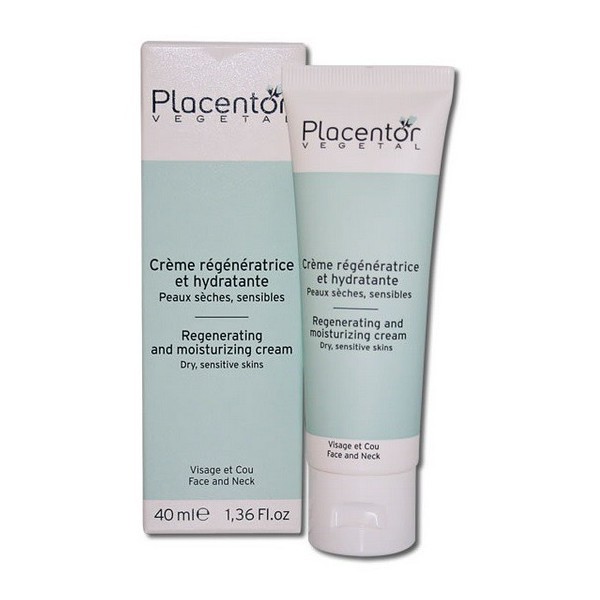 Placentor
VEGETAL
Crème régénératrice
et hydratante
Peaux sèches, sensibles
Regenerating
and moisturizing cream
Dry, sensitive skins
Visage et Cou
Face and Neck
40 ml℮ 1,36 Fl.oz
Placentor
VEGETAL
Crème régénératrice
et hydratante
Peaux sèches, sensibles
Regenerating and
moisturizing cream
Dry, sensitive skins
Visage et Cou
Face and Neck